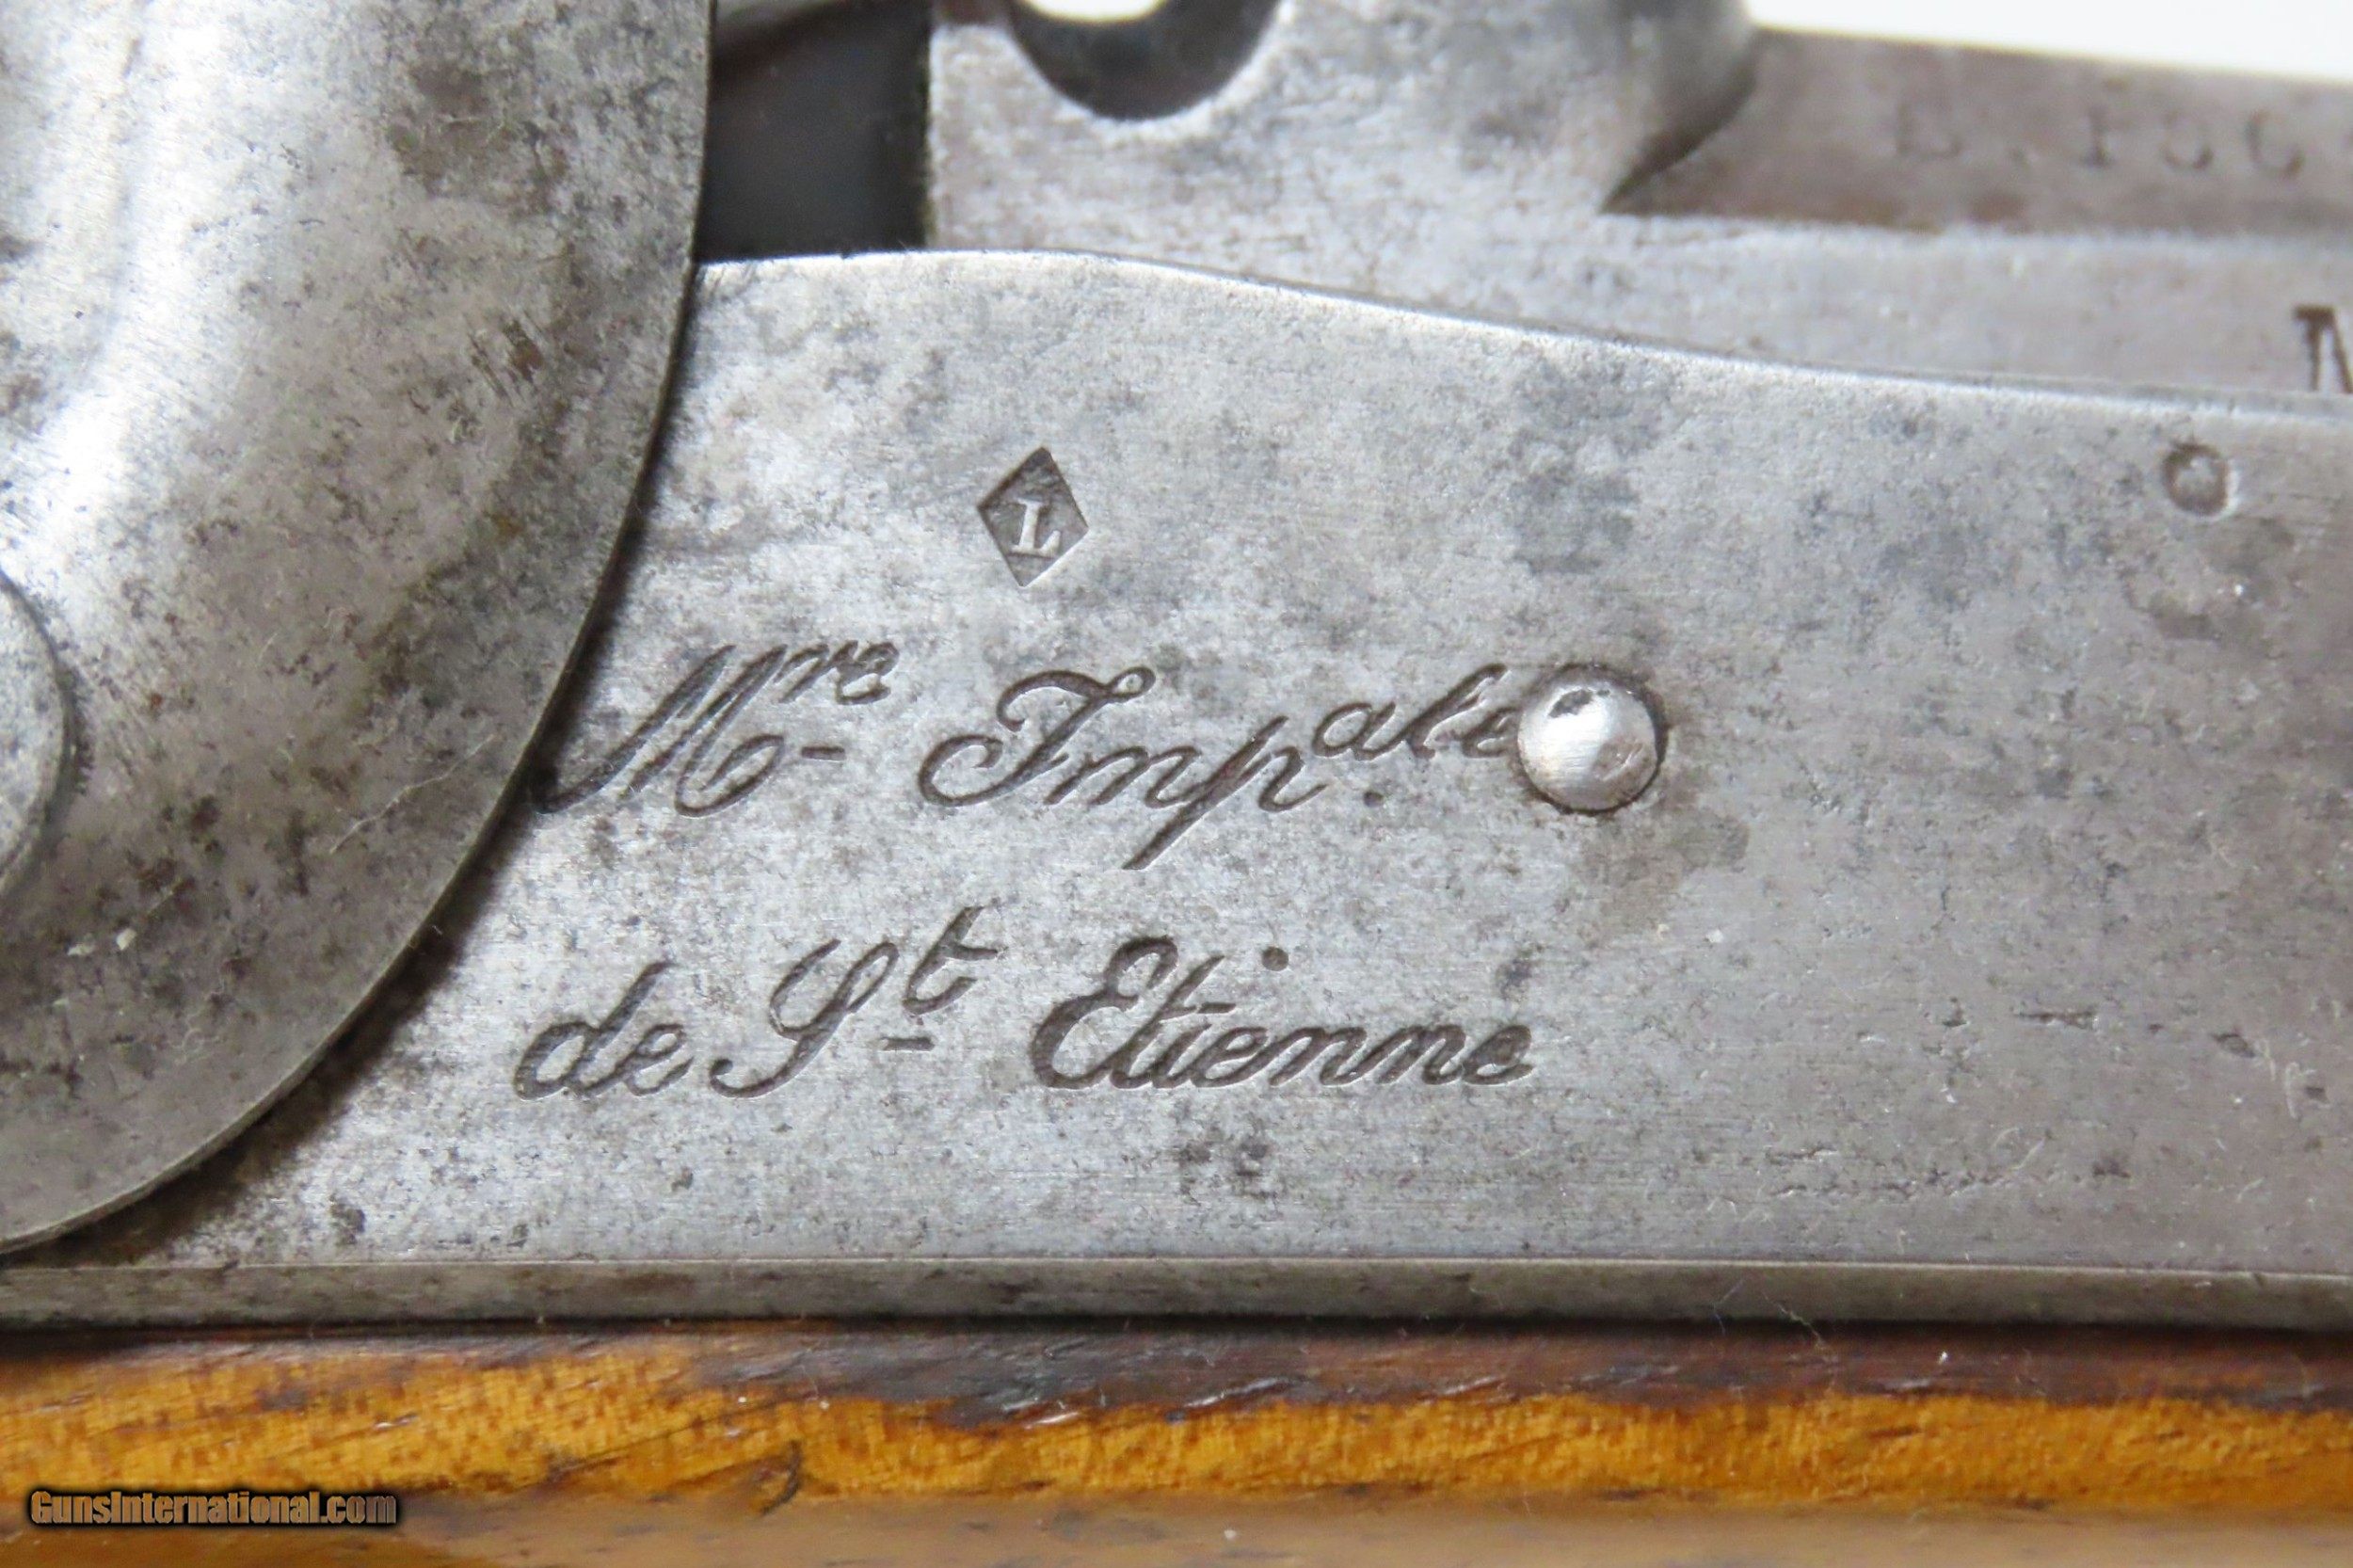 L
Mre Impale
de St Etienne
GunsInternational.com